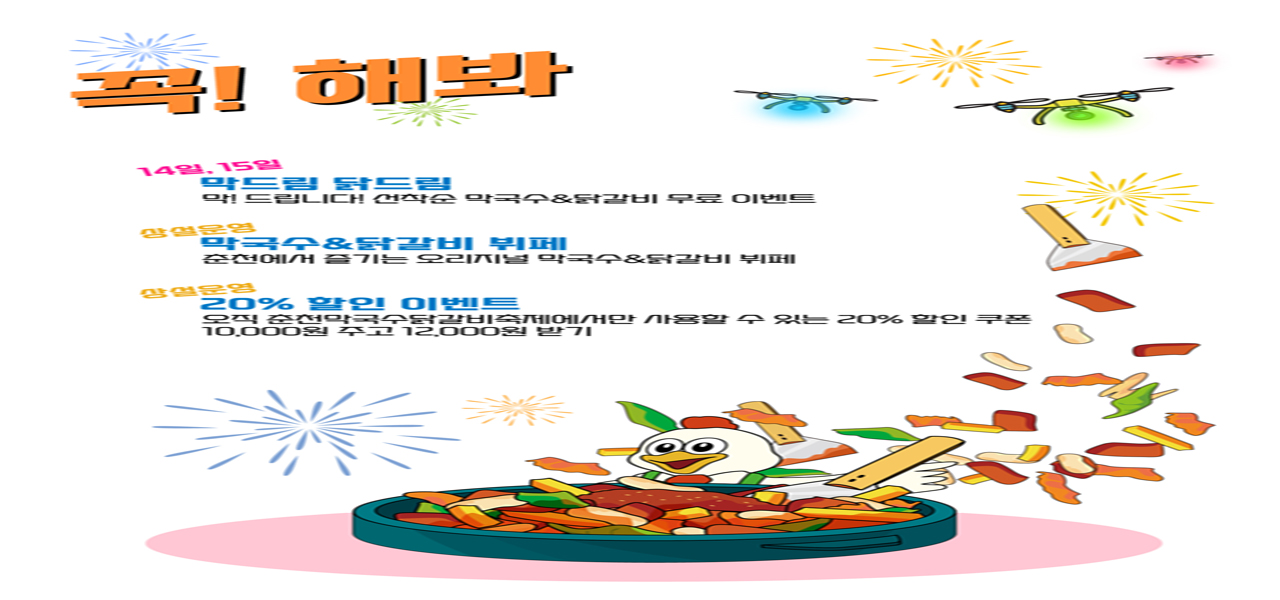 꼭! 해봐
14일, 15일
막드림 닭드림
막! 드립니다! 선착순 막국수&닭갈비 무료 이벤트
상설운영
막국수&닭갈비 뷔페
춘천에서 즐기는 오리지널 막국수&닭갈비 뷔페
상설운영
20% 할인 이벤트
오직 춘천막국수닭갈비축제에서만 사용할 수 있는 20% 할인 쿠폰
10,000원 주고 12,000원 받기